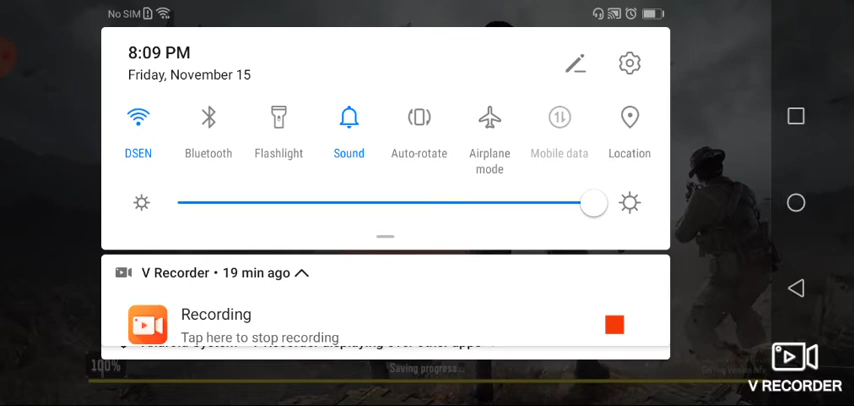 No SIM
8:09 PM
Friday, November 15
DSEN
Bluetooth
Flashlight
Sound
Auto-rotate
Airplane mode
Mobile data
Location
V Recorder • 19 min ago
Recording
Tap here to stop recording
100%
Saving progress...
V RECORDER